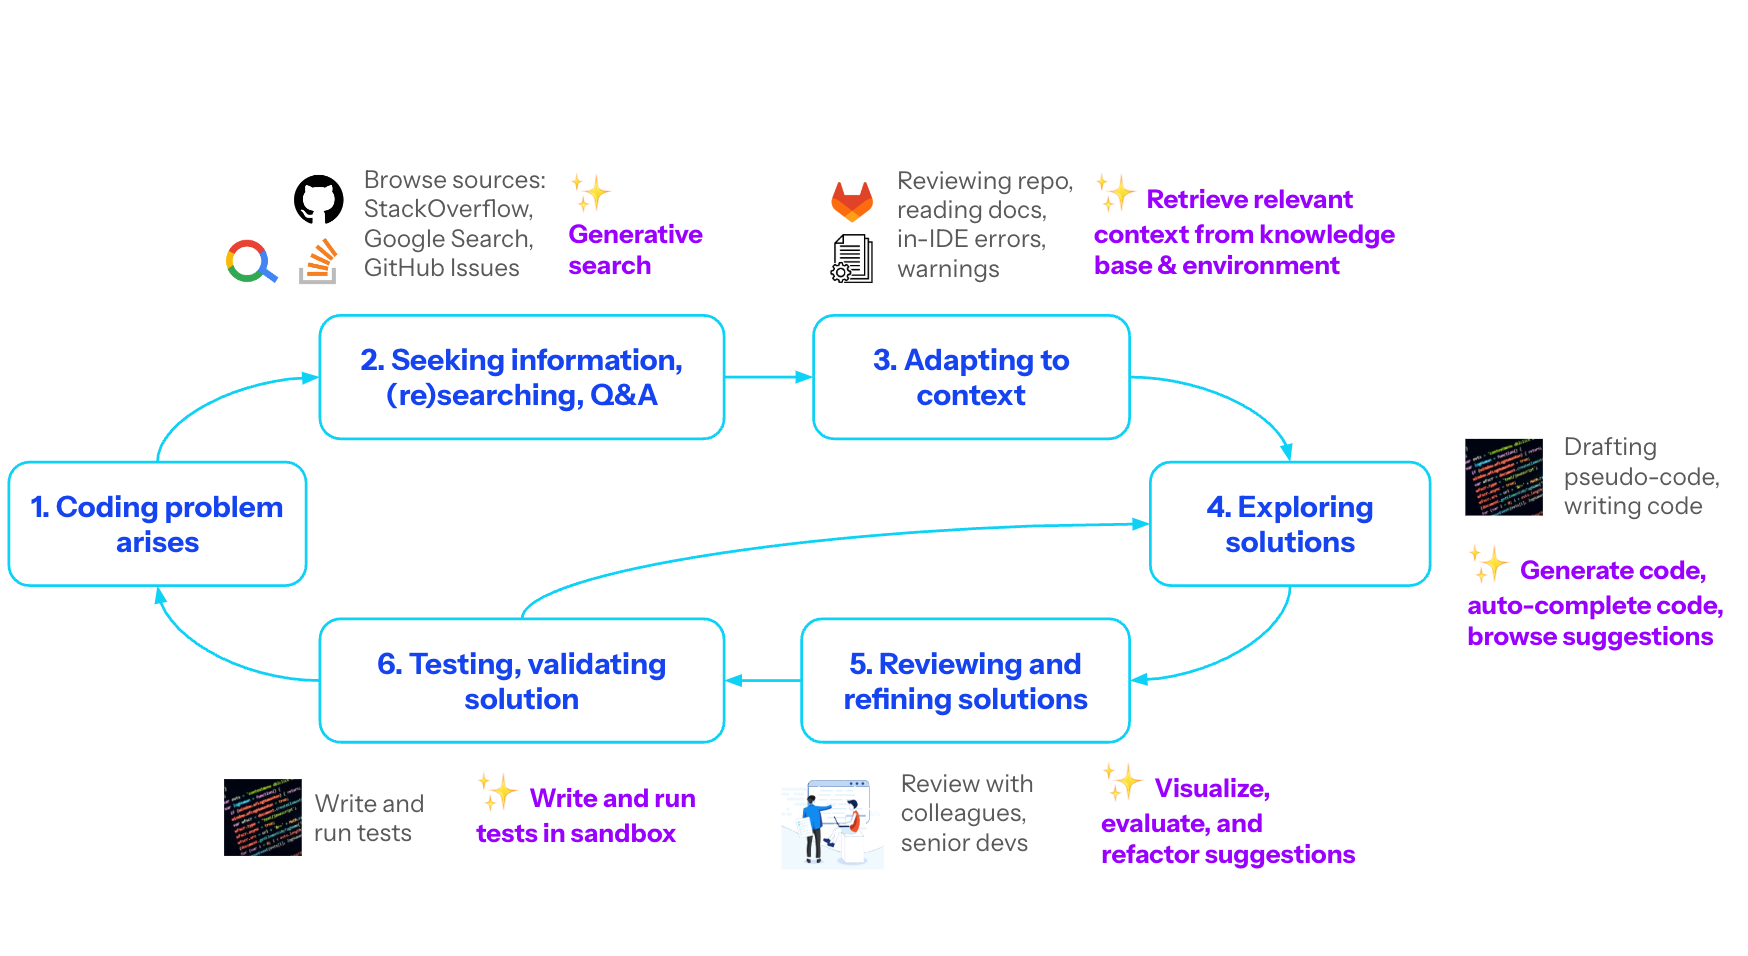 Browse sources:
StackOverflow,
Google Search,
GitHub Issues
Generative
search
Reviewing repo,
reading docs,
in-IDE errors,
warnings
Retrieve relevant
context from knowledge
base & environment
2. Seeking information,
(re)searching, Q&A
3. Adapting to
context
1. Coding problem
arises
4. Exploring
solutions
Drafting
pseudo-code,
writing code
Generate code,
auto-complete code,
browse suggestions
6. Testing, validating
solution
5. Reviewing and
refining solutions
Write and
run tests
Write and run
tests in sandbox
Review with
colleagues,
senior devs
Visualize,
evaluate, and
refactor suggestions